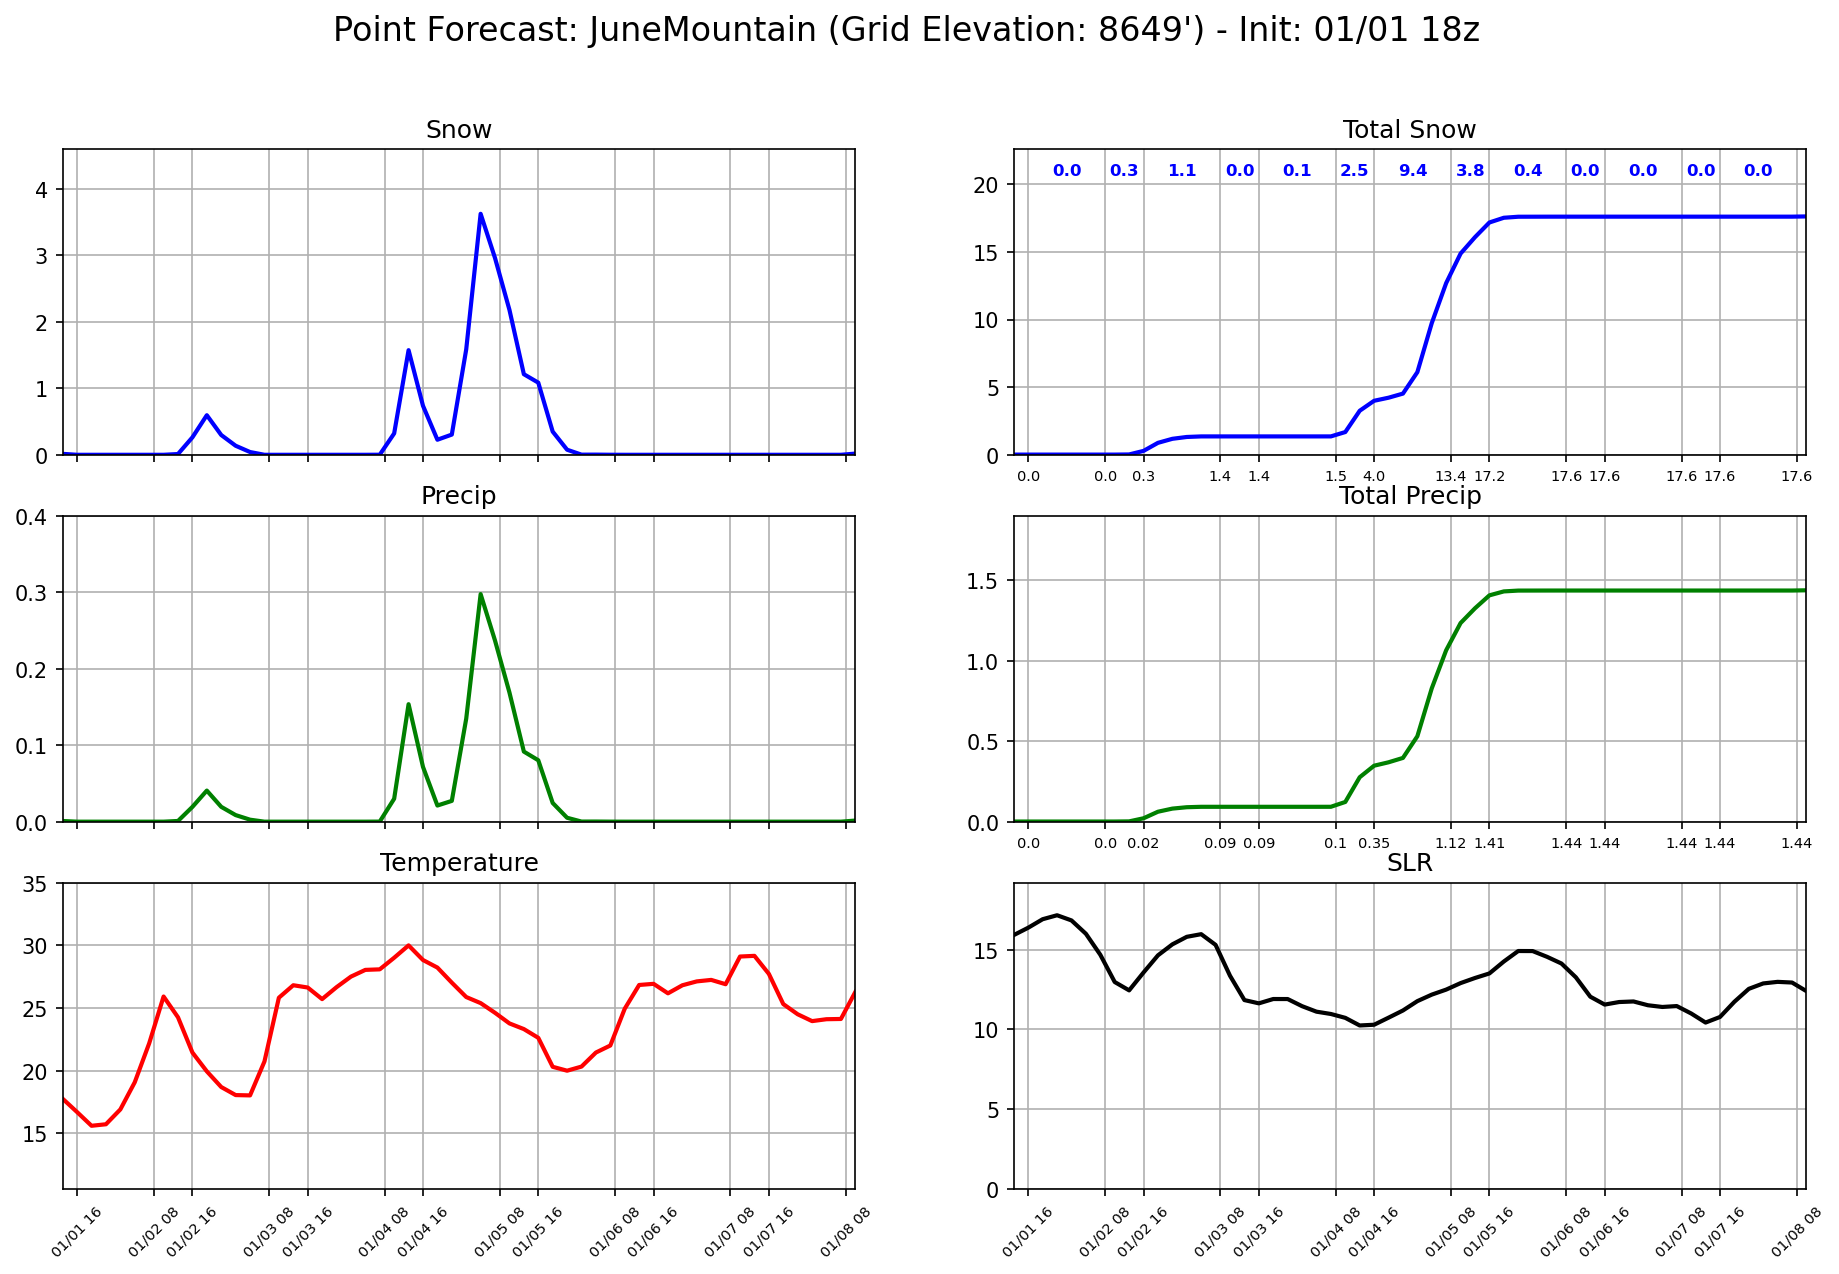 Point Forecast: JuneMountain (Grid Elevation: 8649') - Init: 01/01 18z
Snow
4
3
2
1
0
Total Snow
0.0 0.3 1.1 0.0 0.1 2.5 9.4 3.8 0.4 0.0 0.0 0.0 0.0
20
15
10
5
0
0.0 0.0 0.3 1.4 1.4 1.5 4.0 13.4 17.2 17.6 17.6 17.6 17.6 17.6
Precip
0.4
0.3
0.2
0.1
0.0
Total Precip
1.5
1.0
0.5
0.0
0.0 0.0 0.02 0.09 0.09 0.1 0.35 1.12 1.41 1.44 1.44 1.44 1.44 1.44
Temperature
35
30
25
20
15
01/01 16 01/02 08 01/02 16 01/03 08 01/03 16 01/04 08 01/04 16 01/05 08 01/05 16 01/06 08 01/06 16 01/07 08 01/07 16 01/08 08
SLR
15
10
5
0
01/01 16 01/02 08 01/02 16 01/03 08 01/03 16 01/04 08 01/04 16 01/05 08 01/05 16 01/06 08 01/06 16 01/07 08 01/07 16 01/08 08